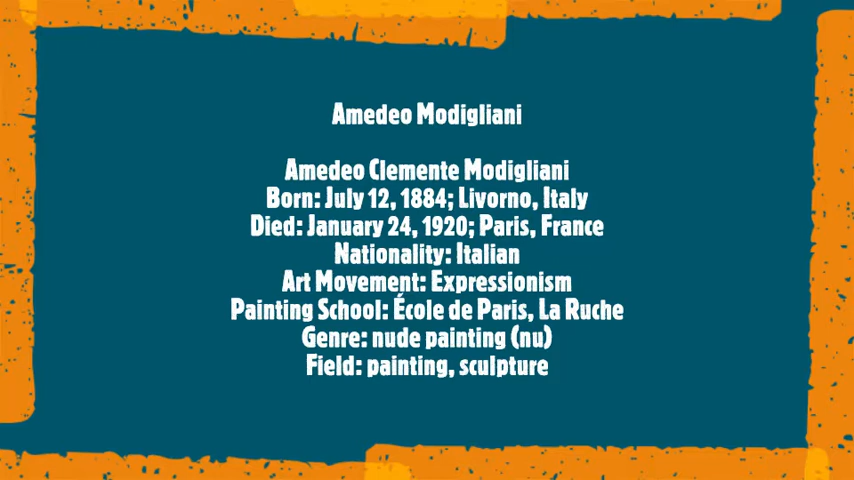 Amedeo Modigliani
Amedeo Clemente Modigliani
Born: July 12, 1884; Livorno, Italy
Died: January 24, 1920; Paris, France
Nationality: Italian
Art Movement: Expressionism
Painting School: École de Paris, La Ruche
Genre: nude painting (nu)
Field: painting, sculpture